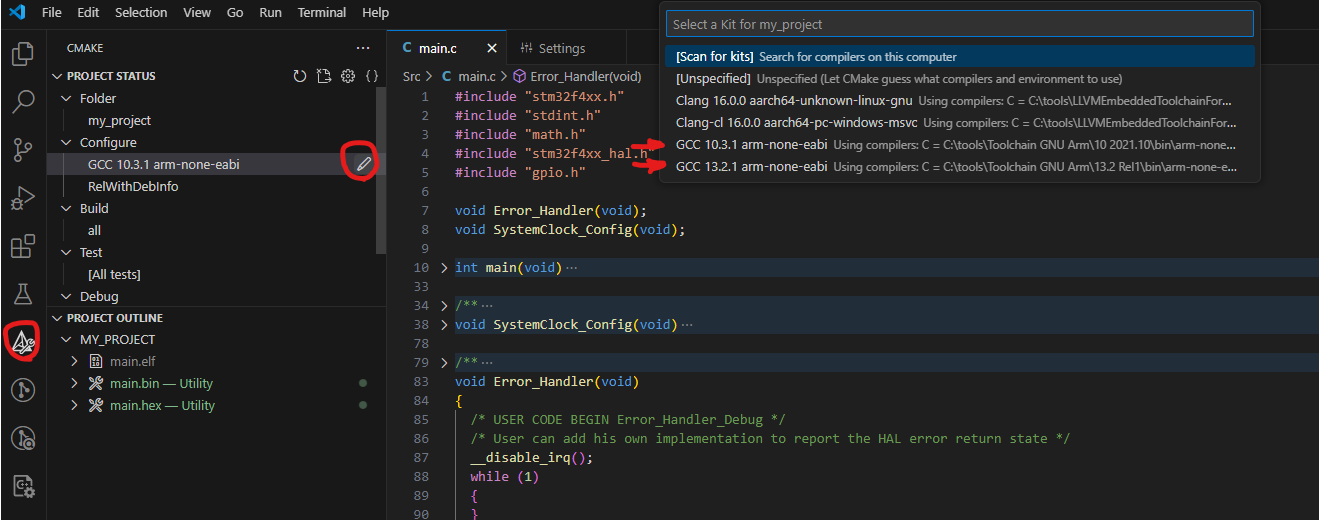 File Edit Selection View Go Run Terminal Help
CMAKE
PROJECT STATUS
Folder
my_project
Configure
GCC 10.3.1 arm-none-eabi
RelWithDebInfo
Build
all
Test
[All tests]
Debug
PROJECT OUTLINE
MY_PROJECT
main.elf
main.bin — Utility
main.hex — Utility
main.c
Settings
Src > C main.c > Error_Handler(void)
1 #include "stm32f4xx.h"
2 #include "stdint.h"
3 #include "math.h"
4 #include "stm32f4xx_hal.h"
5 #include "gpio.h"
6
7 void Error_Handler(void);
8 void SystemClock_Config(void);
9
10 int main(void) ···
33
34 /** ···
38 void SystemClock_Config(void) ···
78
79 /** ···
83 void Error_Handler(void)
84 {
85 /* USER CODE BEGIN Error_Handler_Debug */
86 /* User can add his own implementation to report the HAL error return state */
87 __disable_irq();
88 while (1)
89 {
90 }
Select a Kit for my_project
[Scan for kits] Search for compilers on this computer
[Unspecified] Unspecified (Let CMake guess what compilers and environment to use)
Clang 16.0.0 aarch64-unknown-linux-gnu Using compilers: C = C:\tools\LLVMEmbeddedToolchainFor...
Clang-cl 16.0.0 aarch64-pc-windows-msvc Using compilers: C = C:\tools\LLVMEmbeddedToolchainFor...
GCC 10.3.1 arm-none-eabi Using compilers: C = C:\tools\Toolchain GNU Arm\10 2021.10\bin\arm-none...
GCC 13.2.1 arm-none-eabi Using compilers: C = C:\tools\Toolchain GNU Arm\13.2 Rel1\bin\arm-none-e...